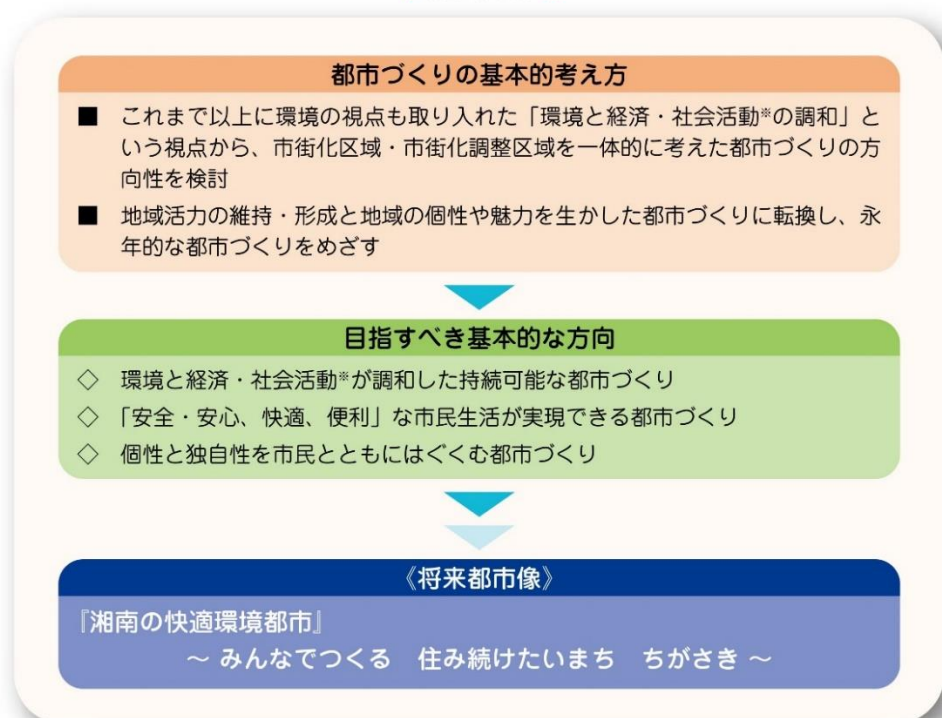 都市づくりの基本的考え方
■ これまで以上に環境の視点も取り入れた「環境と経済・社会活動※の調和」と
いう視点から、市街化区域・市街化調整区域を一体的に考えた都市づくりの方
向性を検討
■ 地域活力の維持・形成と地域の個性や魅力を生かした都市づくりに転換し、永
年的な都市づくりをめざす
目指すべき基本的な方向
◇ 環境と経済・社会活動※が調和した持続可能な都市づくり
◇ 「安全・安心、快適、便利」な市民生活が実現できる都市づくり
◇ 個性と独自性を市民とともにはぐくむ都市づくり
《将来都市像》
『湘南の快適環境都市』
～ みんなでつくる　住み続けたいまち　ちがさき ～